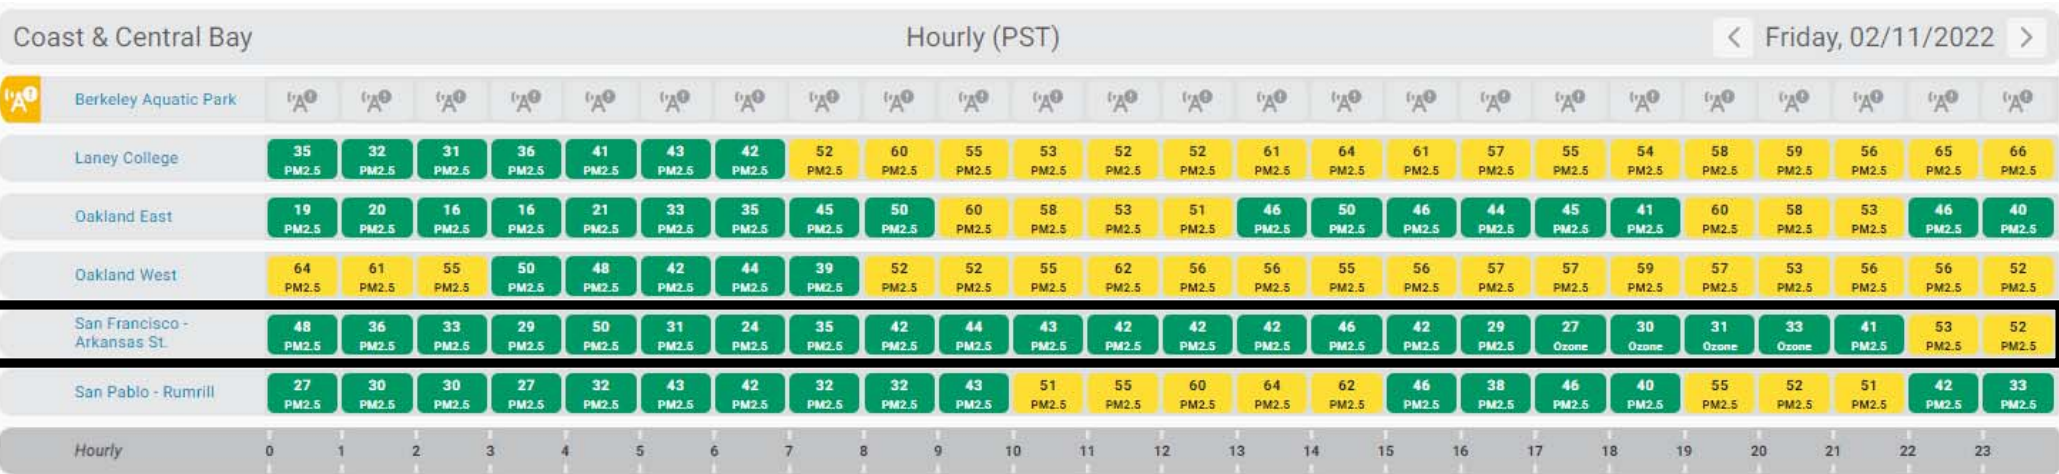 Coast & Central Bay Hourly (PST) < Friday, 02/11/2022 >
Berkeley Aquatic Park
35 32 31 36 41 43 42 52 60 55 53 52 52 61 64 61 57 55 54 58 59 56 65 66
Laney College
PM2.5 PM2.5 PM2.5 PM2.5 PM2.5 PM2.5 PM2.5 PM2.5 PM2.5 PM2.5 PM2.5 PM2.5 PM2.5 PM2.5 PM2.5 PM2.5 PM2.5 PM2.5 PM2.5 PM2.5 PM2.5 PM2.5 PM2.5 PM2.5
19 20 16 16 21 33 35 45 50 60 58 53 51 46 50 46 44 45 41 60 58 53 46 40
Oakland East
PM2.5 PM2.5 PM2.5 PM2.5 PM2.5 PM2.5 PM2.5 PM2.5 PM2.5 PM2.5 PM2.5 PM2.5 PM2.5 PM2.5 PM2.5 PM2.5 PM2.5 PM2.5 PM2.5 PM2.5 PM2.5 PM2.5 PM2.5 PM2.5
64 61 55 50 48 42 44 39 52 52 55 62 56 56 55 56 57 57 59 57 53 56 56 52
Oakland West
PM2.5 PM2.5 PM2.5 PM2.5 PM2.5 PM2.5 PM2.5 PM2.5 PM2.5 PM2.5 PM2.5 PM2.5 PM2.5 PM2.5 PM2.5 PM2.5 PM2.5 PM2.5 PM2.5 PM2.5 PM2.5 PM2.5 PM2.5 PM2.5
San Francisco - 48 36 33 29 50 31 24 35 42 44 43 42 42 42 46 42 29 27 30 31 33 41 53 52
Arkansas St. PM2.5 PM2.5 PM2.5 PM2.5 PM2.5 PM2.5 PM2.5 PM2.5 PM2.5 PM2.5 PM2.5 PM2.5 PM2.5 PM2.5 PM2.5 PM2.5 PM2.5 Ozone Ozone Ozone Ozone PM2.5 PM2.5 PM2.5
27 30 30 27 32 43 42 32 32 43 51 55 60 64 62 46 38 46 40 55 52 51 42 33
San Pablo - Rumrill
PM2.5 PM2.5 PM2.5 PM2.5 PM2.5 PM2.5 PM2.5 PM2.5 PM2.5 PM2.5 PM2.5 PM2.5 PM2.5 PM2.5 PM2.5 PM2.5 PM2.5 PM2.5 PM2.5 PM2.5 PM2.5 PM2.5 PM2.5 PM2.5
Hourly 0 1 2 3 4 5 6 7 8 9 10 11 12 13 14 15 16 17 18 19 20 21 22 23